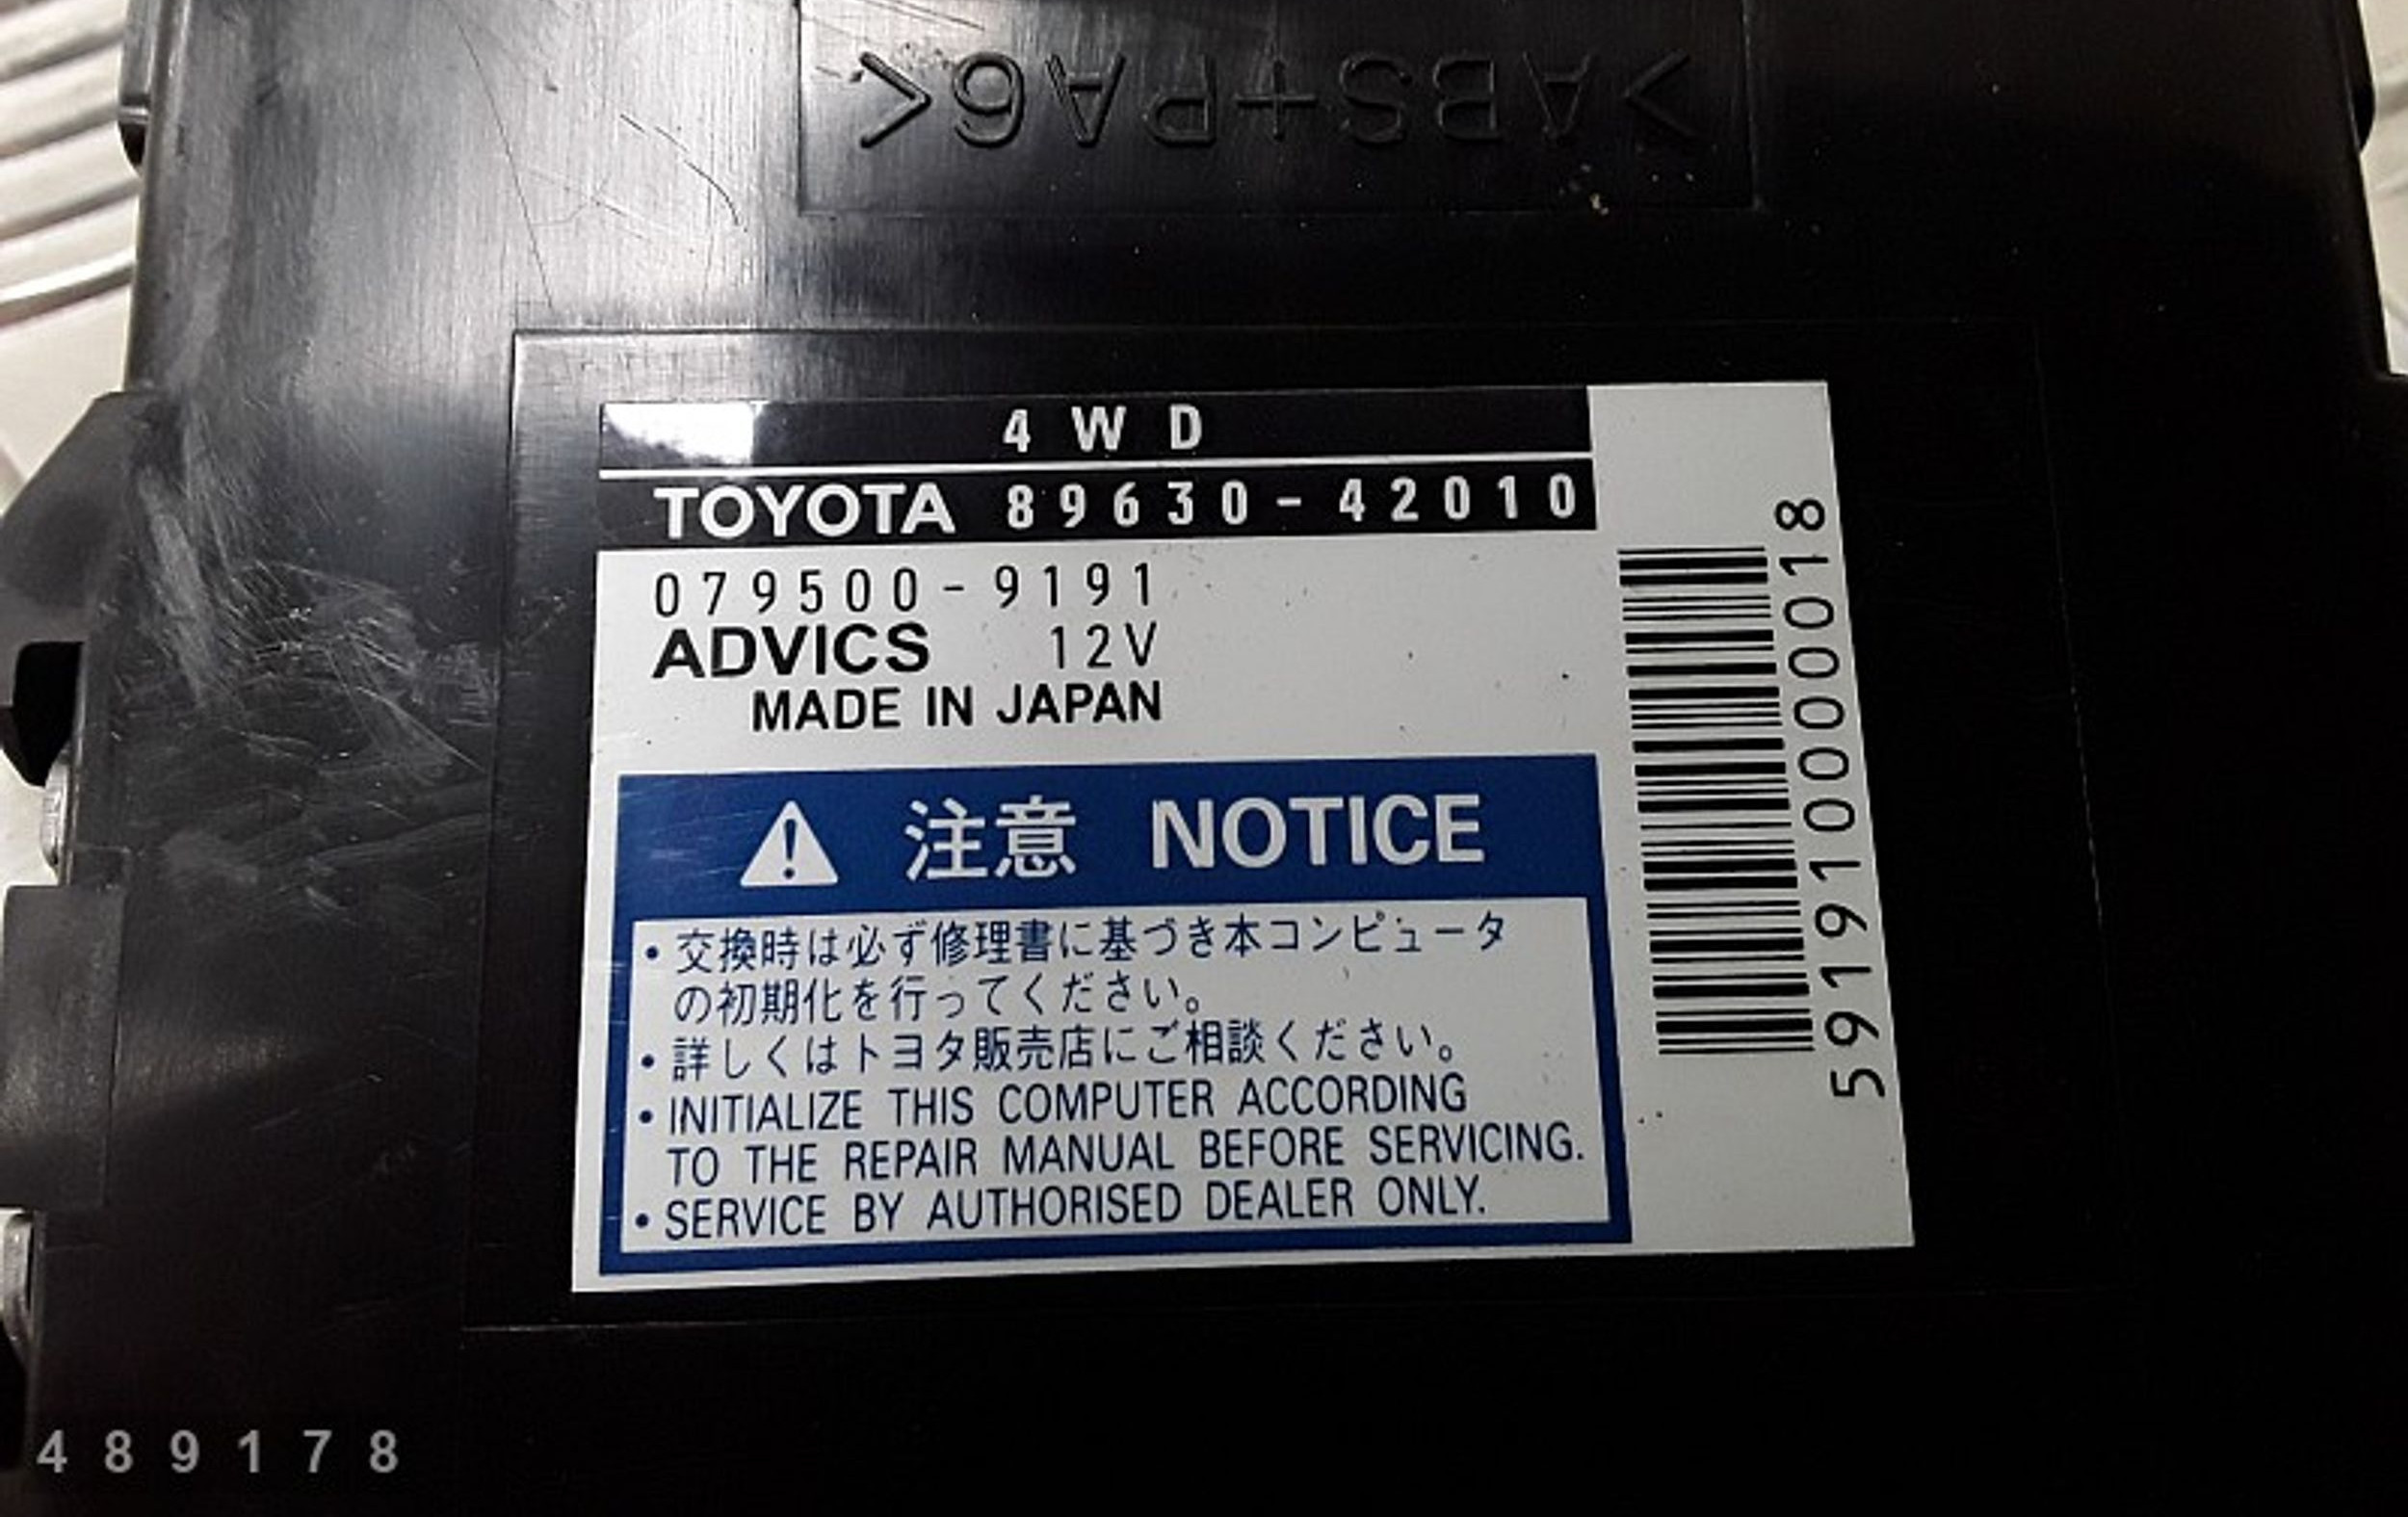 >ABS+PA6<
4WD
TOYOTA 89630-42010
079500-9191
ADVICS 12V
MADE IN JAPAN
注意 NOTICE
・交換時は必ず修理書に基づき本コンピュータ
の初期化を行ってください。
・詳しくはトヨタ販売店にご相談ください。
・INITIALIZE THIS COMPUTER ACCORDING
TO THE REPAIR MANUAL BEFORE SERVICING.
・SERVICE BY AUTHORISED DEALER ONLY.
591910000018
489178